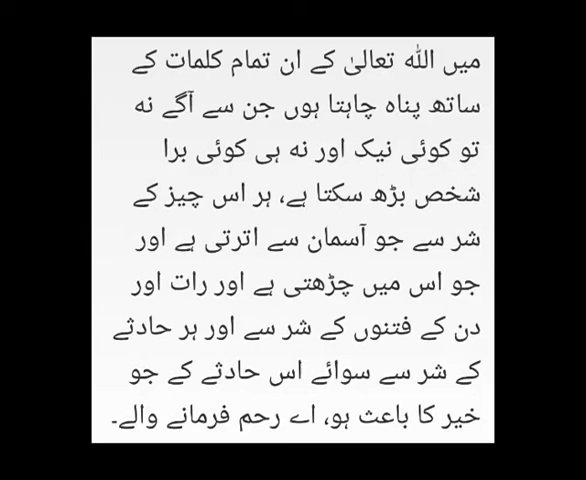 میں اللہ تعالیٰ کے ان تمام کلمات کے
ساتھ پناہ چاہتا ہوں جن سے آگے نہ
تو کوئی نیک اور نہ ہی کوئی برا
شخص بڑھ سکتا ہے، ہر اس چیز کے
شر سے جو آسمان سے اترتی ہے اور
جو اس میں چڑھتی ہے اور رات اور
دن کے فتنوں کے شر سے اور ہر حادثے
کے شر سے سوائے اس حادثے کے جو
خیر کا باعث ہو، اے رحم فرمانے والے۔